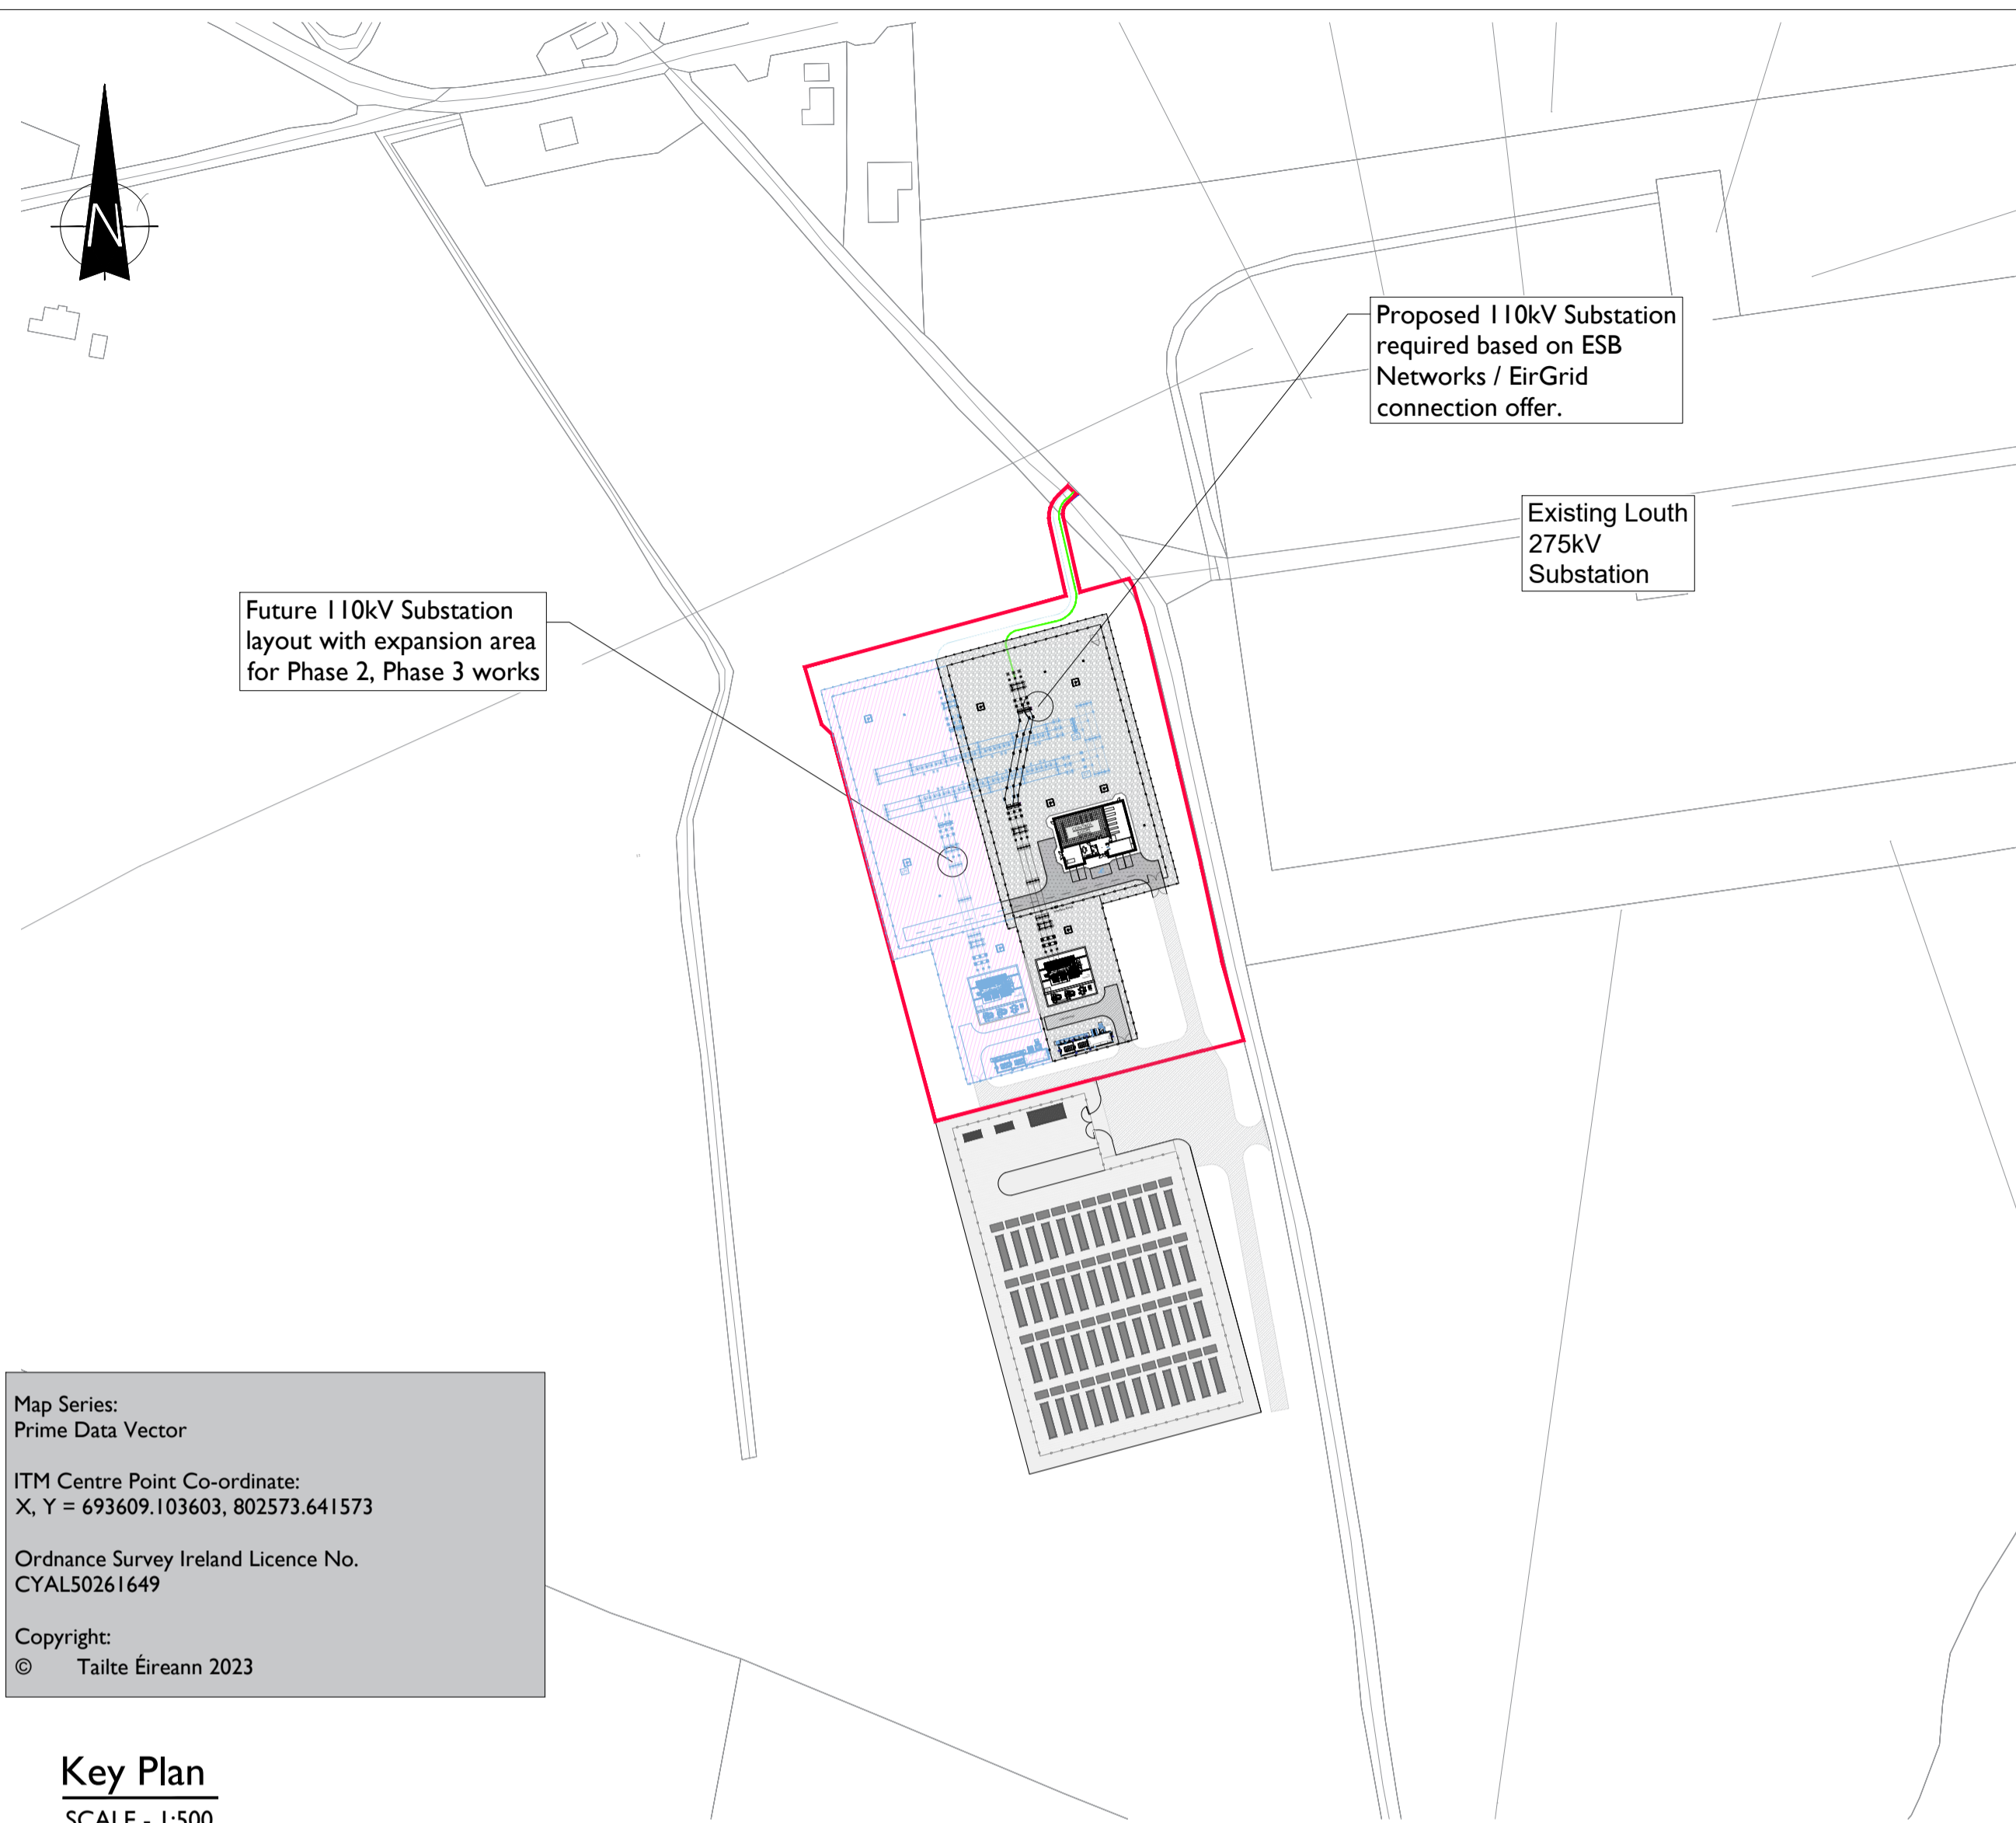 N
Proposed 110kV Substation
required based on ESB
Networks / EirGrid
connection offer.
Existing Louth
275kV
Substation
Future 110kV Substation
layout with expansion area
for Phase 2, Phase 3 works
Map Series:
Prime Data Vector
ITM Centre Point Co-ordinate:
X, Y = 693609.103603, 802573.641573
Ordnance Survey Ireland Licence No.
CYAL50261649
Copyright:
© Tailte Éireann 2023
Key Plan
SCALE - 1:500